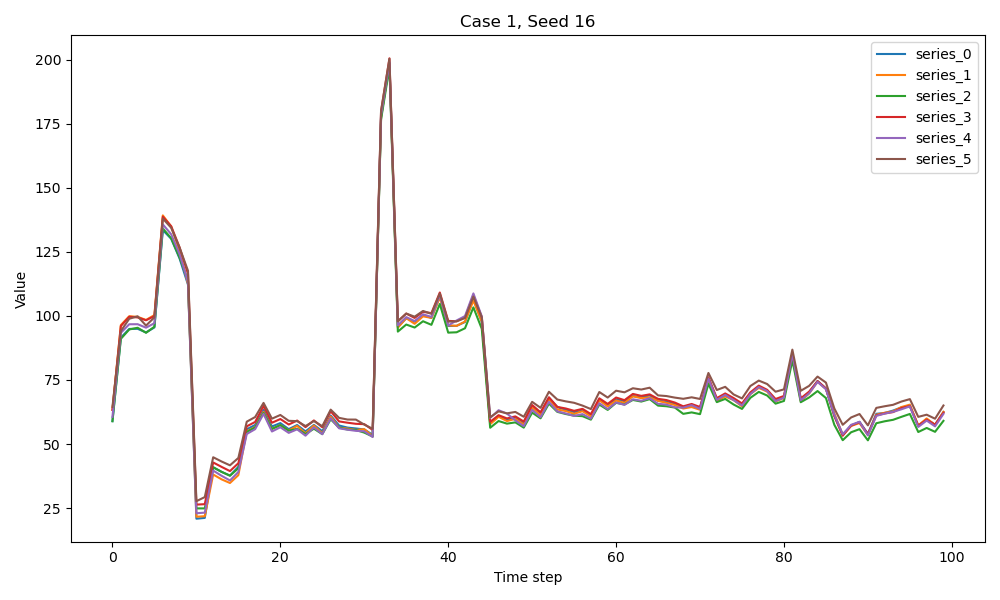 Case 1, Seed 16
Value
200
175
150
125
100
75
50
25
0
20
40
60
80
100
Time step
series_0
series_1
series_2
series_3
series_4
series_5